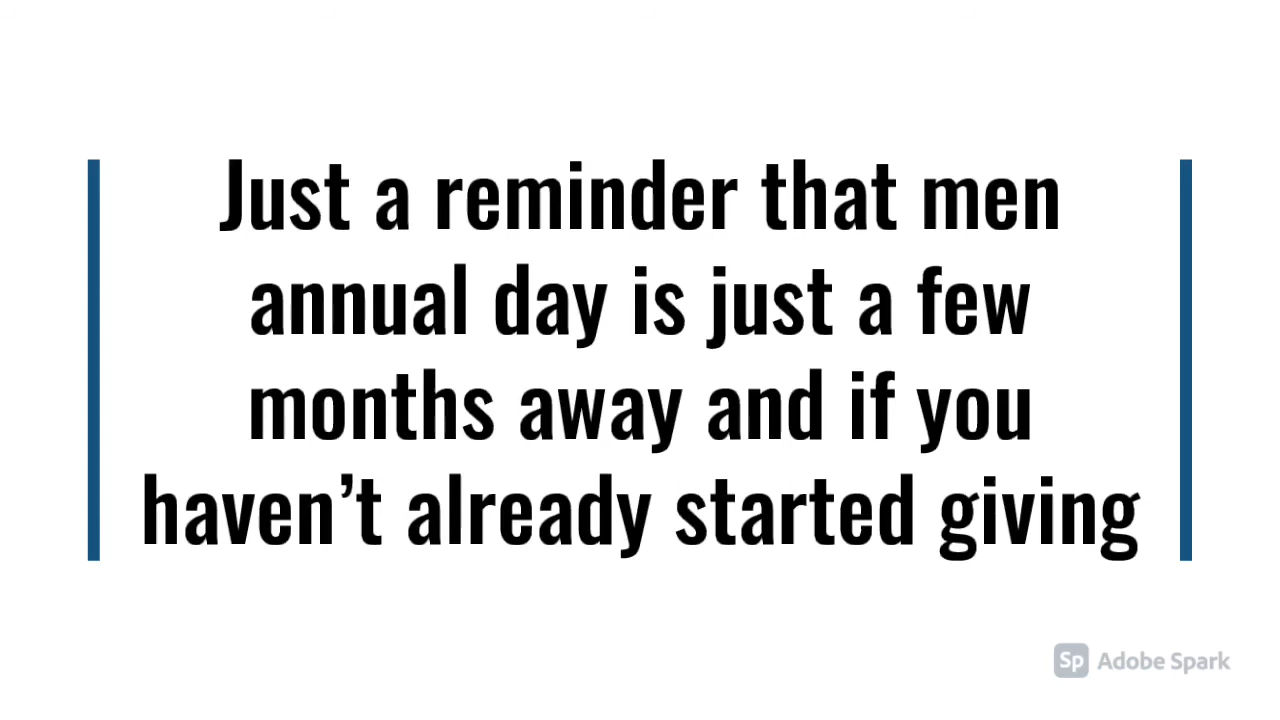 Just a reminder that men
annual day is just a few
months away and if you
haven’t already started giving
Sp Adobe Spark